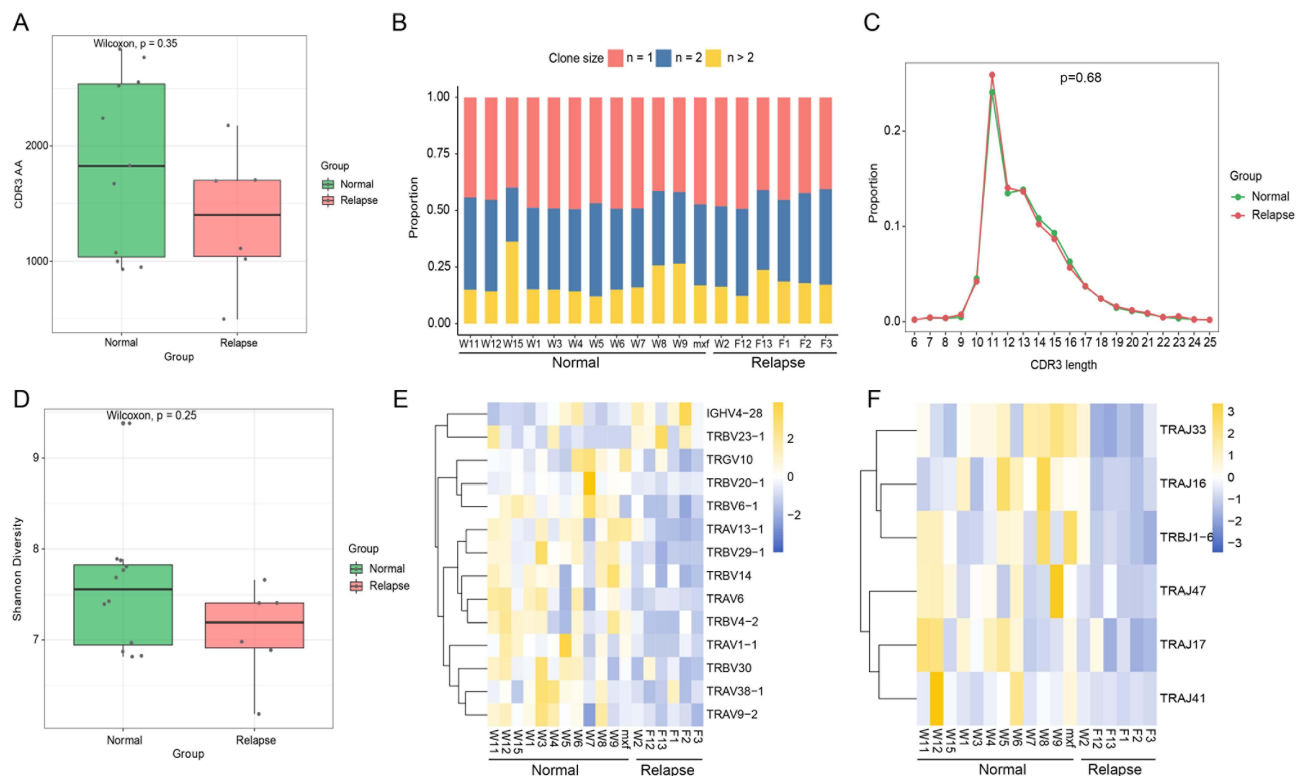 A
Wilcoxon, p = 0.35
CDR3 AA
2000
1000
Normal
Relapse
Group
Group
Normal
Relapse
B
Clone size
n = 1
n = 2
n > 2
Proportion
1.00
0.75
0.50
0.25
0.00
W11 W12 W15 W1 W3 W4 W5 W6 W7 W8 W9 mxf W2 F12 F13 F1 F2 F3
Normal
Relapse
C
p=0.68
Proportion
0.2
0.1
0.0
6 7 8 9 10 11 12 13 14 15 16 17 18 19 20 21 22 23 24 25
CDR3 length
Group
Normal
Relapse
D
Wilcoxon, p = 0.25
Shannon Diversity
9
8
7
Normal
Relapse
Group
Group
Normal
Relapse
E
IGHV4-28
TRBV23-1
TRGV10
TRBV20-1
TRBV6-1
TRAV13-1
TRBV29-1
TRBV14
TRAV6
TRBV4-2
TRAV1-1
TRBV30
TRAV38-1
TRAV9-2
2
0
-2
W11 W12 W15 W1 W3 W4 W5 W6 W7 W8 W9 mxf W2 F12 F13 F1 F2 F3
Normal
Relapse
F
TRAJ33
TRAJ16
TRBJ1-6
TRAJ47
TRAJ17
TRAJ41
3
2
1
0
-1
-2
-3
W11 W12 W15 W1 W3 W4 W5 W6 W7 W8 W9 mxf W2 F12 F13 F1 F2 F3
Normal
Relapse